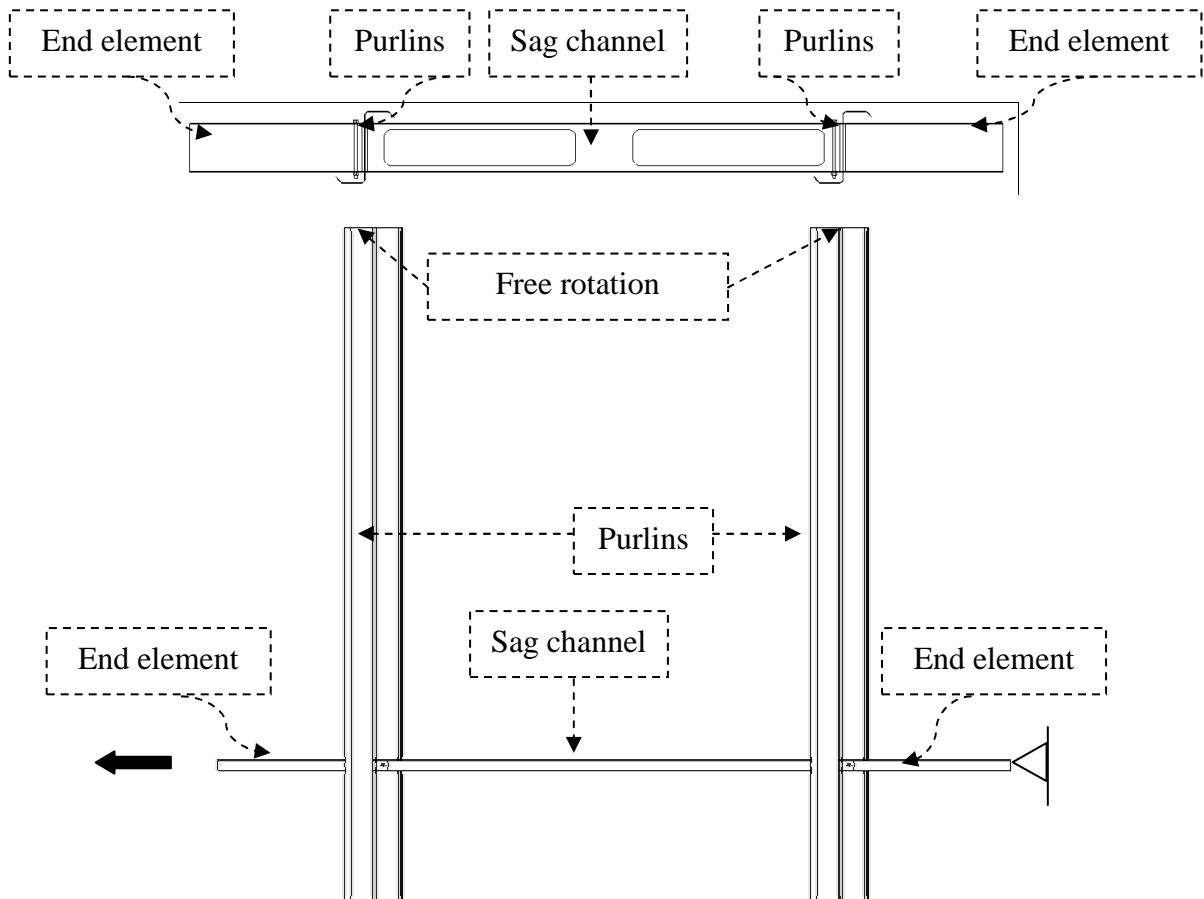 End element
Purlins
Sag channel
Purlins
End element
Free rotation
Purlins
Sag channel
End element
End element